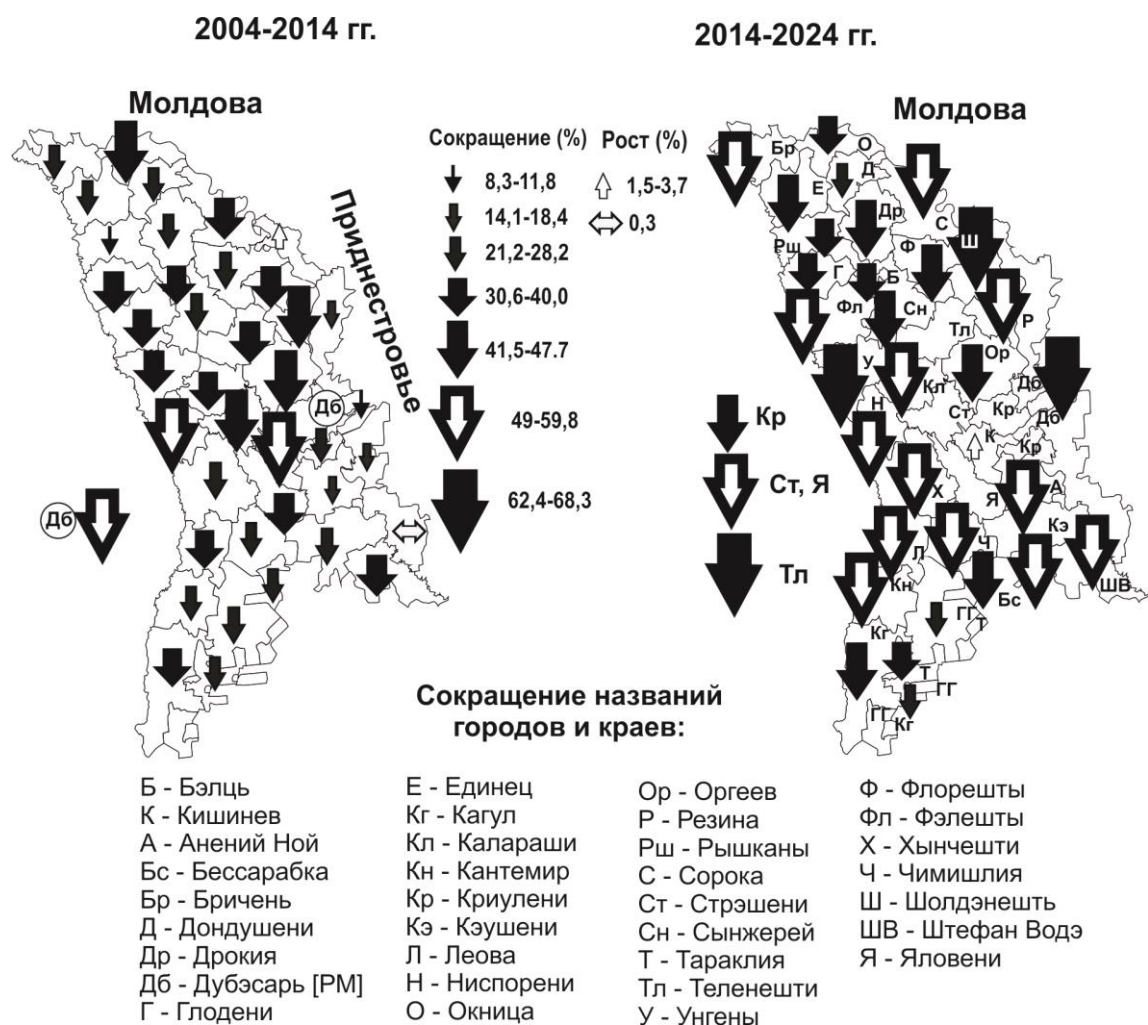 2004-2014 гг.
2014-2024 гг.
Молдова
Молдова
Приднестровье
Сокращение (%)
Рост (%)
8,3-11,8
14,1-18,4
21,2-28,2
30,6-40,0
41,5-47.7
49-59,8
62,4-68,3
1,5-3,7
0,3
Дб
Дб
Кр
Ст, Я
Тл
Бр
О
Д
Е
Др
С
Рщ
Ф
Ш
Г
Б
Фл
Сн
Р
Тл
У
Ор
Кл
Дб
Н
Ст
Кр
Дб
К
Кр
Х
Я
А
Кэ
Л
Ч
Кн
Бс
ШВ
ГГ
Т
Кг
Т
ГГ
ГГ
Кг
Сокращение названий
городов и краев:
Б - Бэлць
К - Кишинев
А - Анений Ной
Бс - Бессарабка
Бр - Бричень
Д - Дондушени
Др - Дрокия
Дб - Дубэсарь [РМ]
Г - Глодени
Е - Единец
Кг - Кагул
Кл - Калараши
Кн - Кантемир
Кр - Криулени
Кэ - Кэушени
Л - Леова
Н - Ниспорени
О - Окница
Ор - Оргеев
Р - Резина
Рш - Рышканы
С - Сорока
Ст - Стрэшени
Сн - Сынжерей
Т - Тараклия
Тл - Теленешти
У - Унгены
Ф - Флорешты
Фл - Фэлешты
Х - Хынчешти
Ч - Чимишлия
Ш - Шолдэнешть
ШВ - Штефан Водэ
Я - Яловени